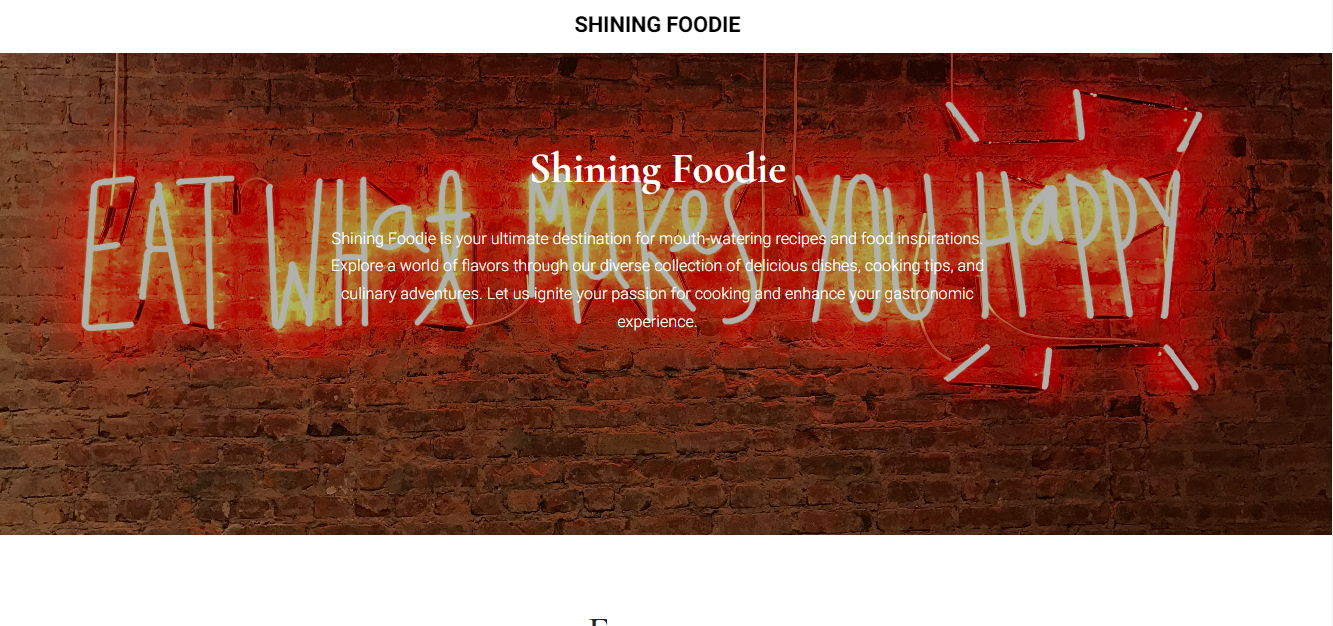 SHINING FOODIE
Shining Foodie
EAT WHat MaKes YOU HaPPY
Shining Foodie is your ultimate destination for mouth-watering recipes and food inspirations.
Explore a world of flavors through our diverse collection of delicious dishes, cooking tips, and
culinary adventures. Let us ignite your passion for cooking and enhance your gastronomic
experience.